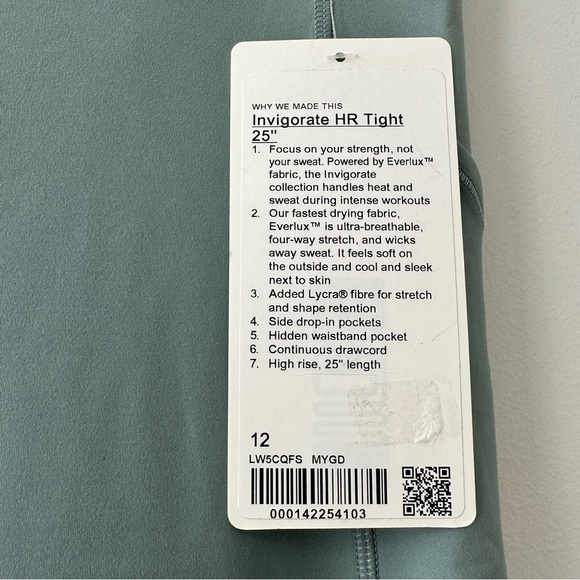 WHY WE MADE THIS
Invigorate HR Tight
25"
1. Focus on your strength, not
your sweat. Powered by Everlux™
fabric, the Invigorate
collection handles heat and
sweat during intense workouts
2. Our fastest drying fabric,
Everlux™ is ultra-breathable,
four-way stretch, and wicks
away sweat. It feels soft on
the outside and cool and sleek
next to skin
3. Added Lycra® fibre for stretch
and shape retention
4. Side drop-in pockets
5. Hidden waistband pocket
6. Continuous drawcord
7. High rise, 25" length
12
LW5CQFS MYGD
000142254103